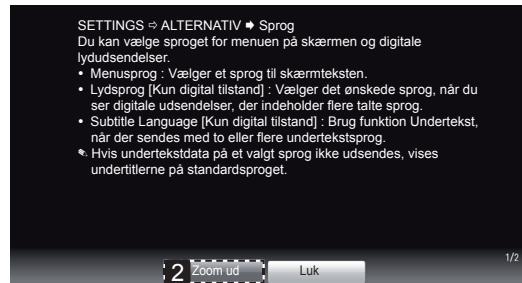 SETTINGS ⇨ ALTERNATIV ➧ Sprog
Du kan vælge sproget for menuen på skærmen og digitale
lydudsendelser.
• Menusprog : Vælger et sprog til skærmteksten.
• Lydsprog [Kun digital tilstand] : Vælger det ønskede sprog, når du
ser digitale udsendelser, der indeholder flere talte sprog.
• Subtitle Language [Kun digital tilstand] : Brug funktion Undertekst,
når der sendes med to eller flere undertekstsprog.
✎ Hvis undertekstdata på et valgt sprog ikke udsendes, vises
undertitlerne på standardsproget.
1/2
2 Zoom ud Luk